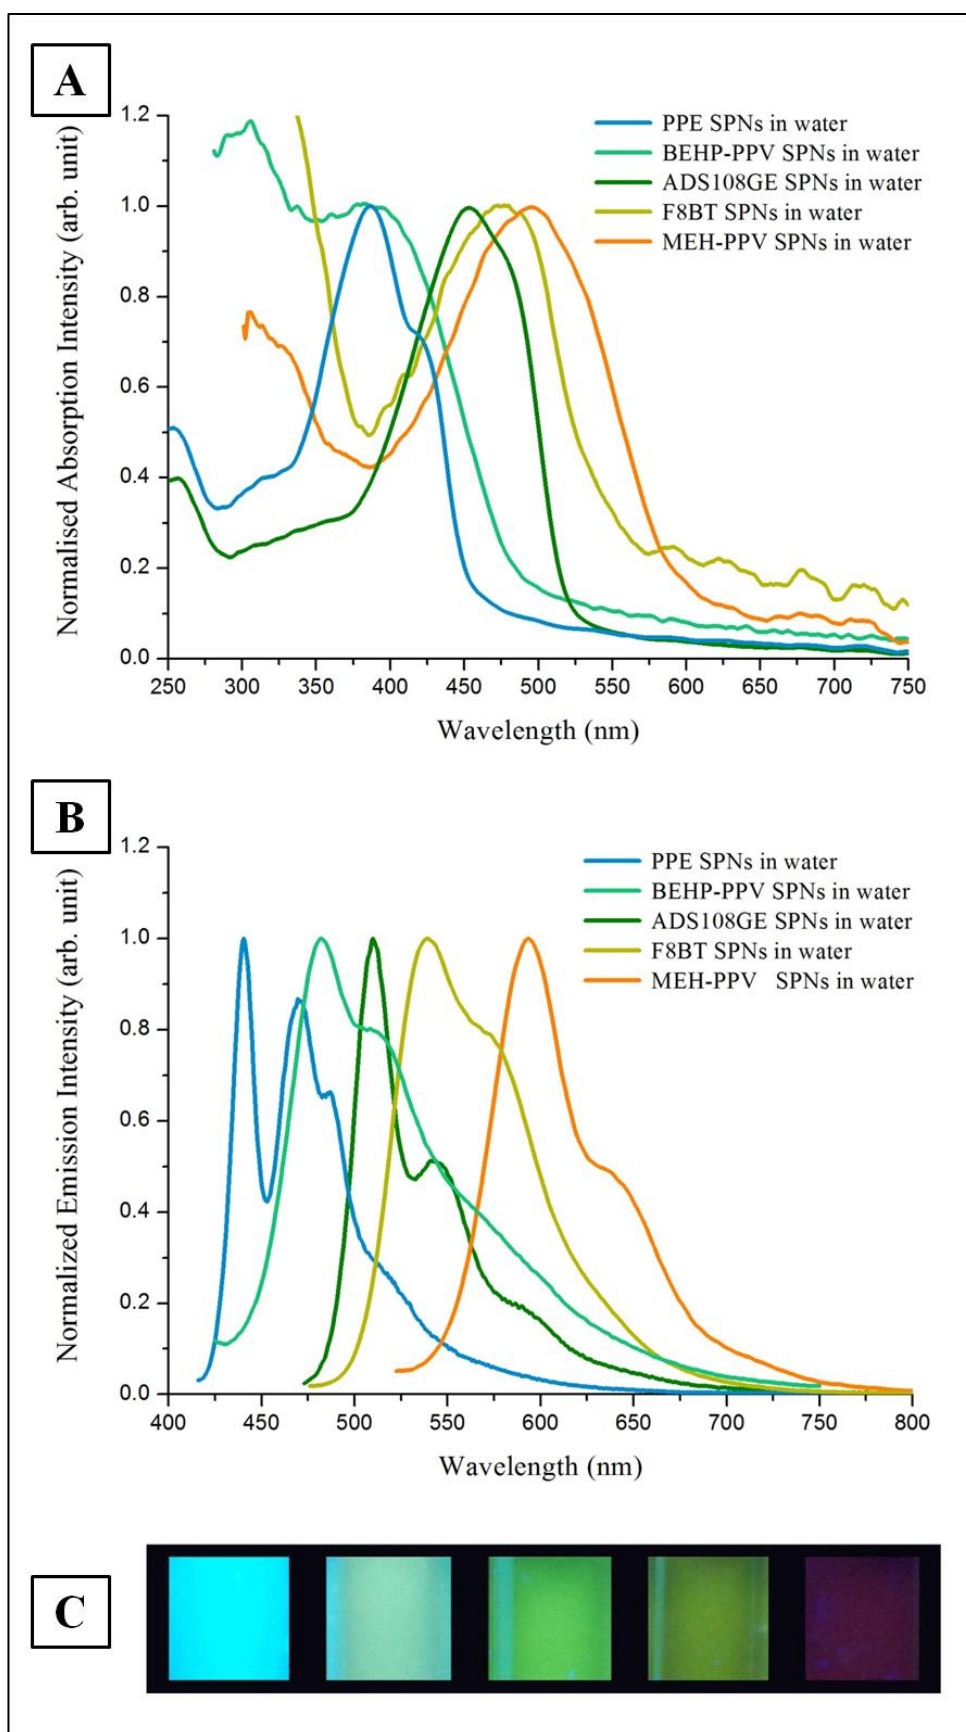 A
1.2
1.0
0.8
0.6
0.4
0.2
0.0
Normalised Absorption Intensity (arb. unit)
PPE SPNs in water
BEHP-PPV SPNs in water
ADS108GE SPNs in water
F8BT SPNs in water
MEH-PPV SPNs in water
250 300 350 400 450 500 550 600 650 700 750
Wavelength (nm)
B
1.2
1.0
0.8
0.6
0.4
0.2
0.0
Normalized Emission Intensity (arb. unit)
PPE SPNs in water
BEHP-PPV SPNs in water
ADS108GE SPNs in water
F8BT SPNs in water
MEH-PPV SPNs in water
400 450 500 550 600 650 700 750 800
Wavelength (nm)
C